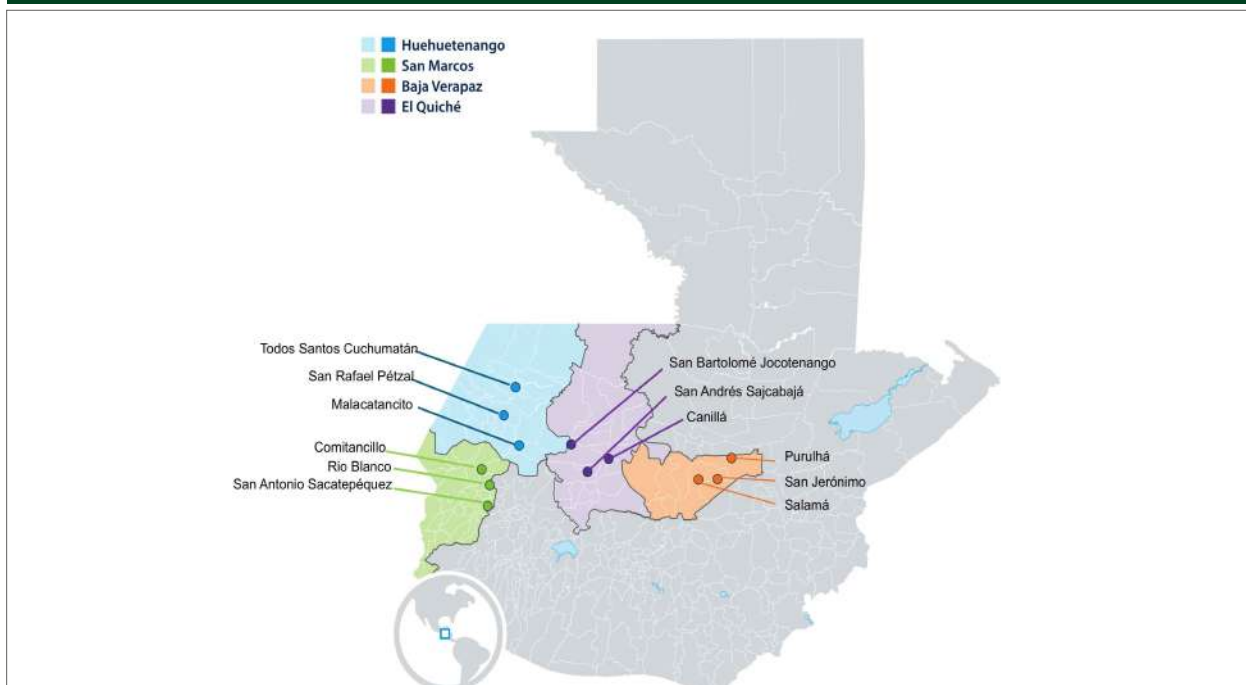 Huehuetenango
San Marcos
Baja Verapaz
El Quiché
Todos Santos Cuchumatán
San Rafael Pétzal
Malacatancito
Comitancillo
Rio Blanco
San Antonio Sacatepéquez
San Bartolomé Jocotenango
San Andrés Sajcabajá
Canillá
Purulhá
San Jerónimo
Salamá